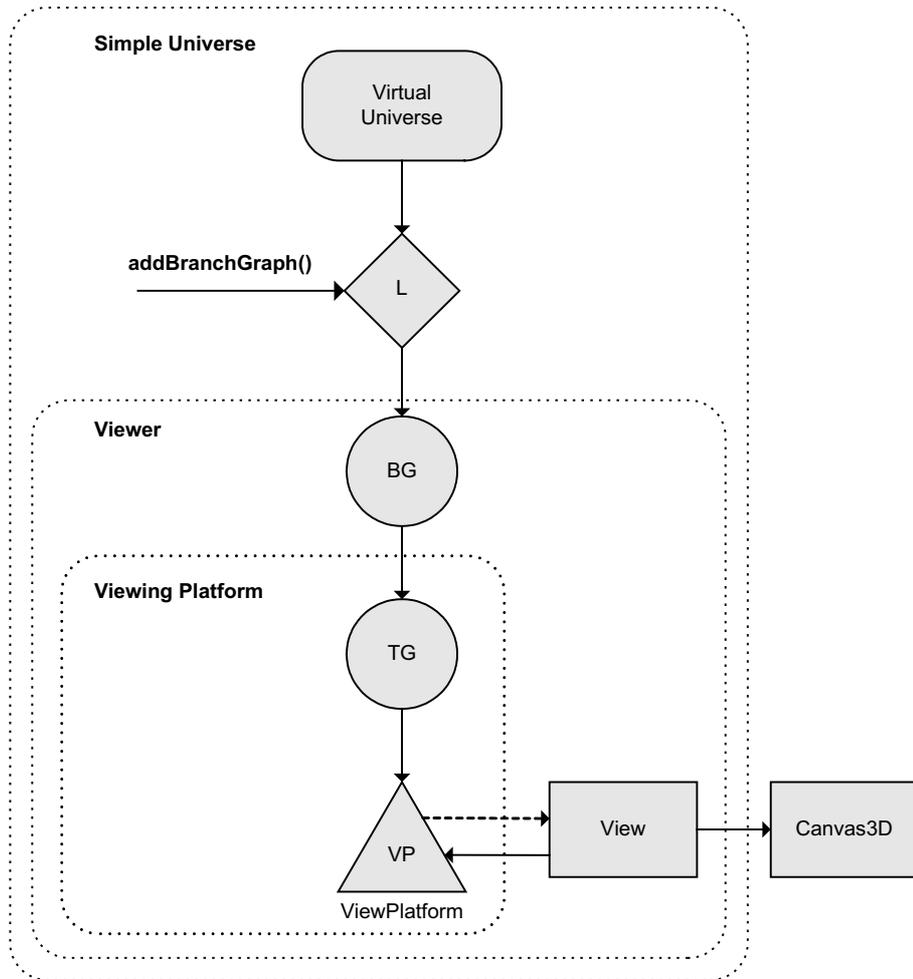 Simple Universe
Virtual
Universe
addBranchGraph()
L
Viewer
BG
Viewing Platform
TG
VP
View
Canvas3D
ViewPlatform